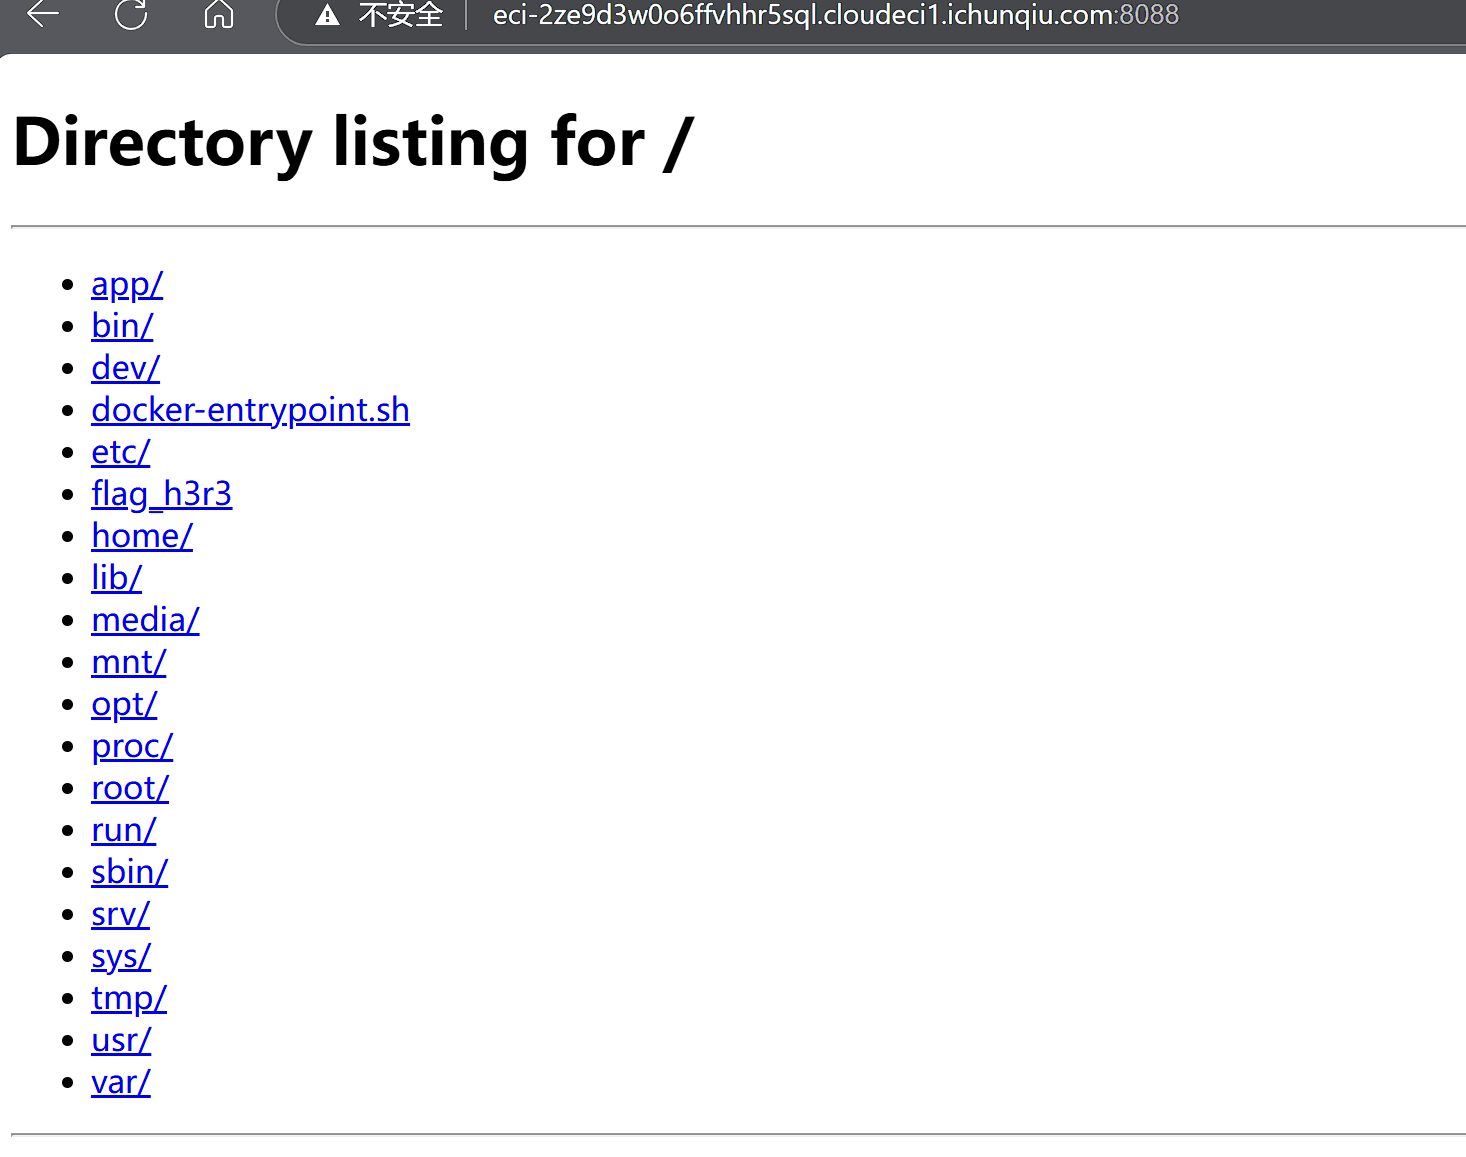 不安全 eci-2ze9d3w0o6ffvhhr5sql.cloudeci1.ichunqiu.com:8088
Directory listing for /
app/
bin/
dev/
docker-entrypoint.sh
etc/
flag_h3r3
home/
lib/
media/
mnt/
opt/
proc/
root/
run/
sbin/
srv/
sys/
tmp/
usr/
var/